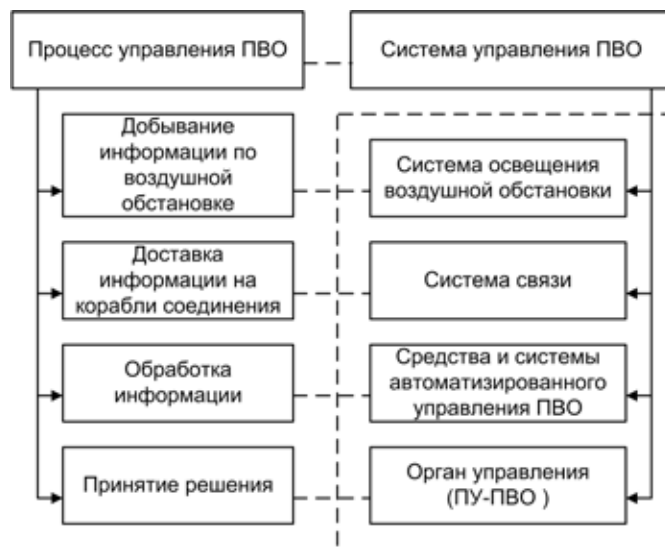 Процесс управления ПВО
Система управления ПВО
Добывание
информации по
воздушной
обстановке
Система освещения
воздушной обстановки
Доставка
информации на
корабли соединения
Система связи
Обработка
информации
Средства и системы
автоматизированного
управления ПВО
Принятие решения
Орган управления
(ПУ-ПВО )